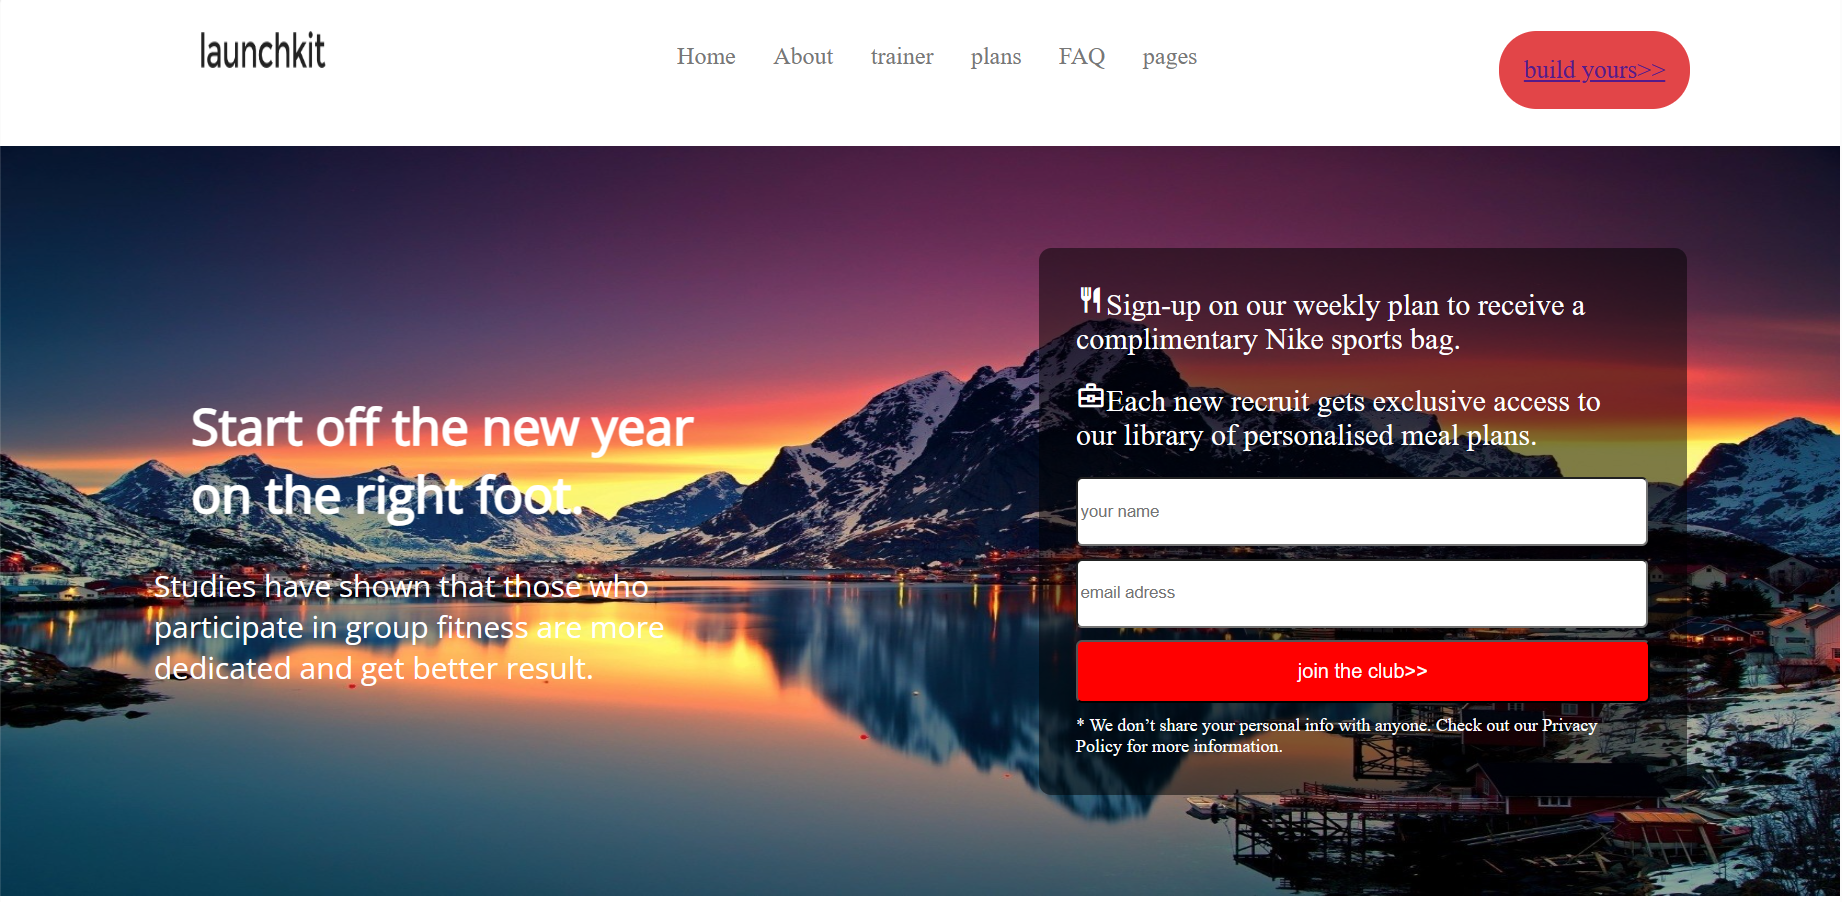 launchkit
Home About trainer plans FAQ pages
build yours>>
Start off the new year
on the right foot.
Studies have shown that those who
participate in group fitness are more
dedicated and get better result.
Sign-up on our weekly plan to receive a
complimentary Nike sports bag.
Each new recruit gets exclusive access to
our library of personalised meal plans.
your name
email adress
join the club>>
* We don’t share your personal info with anyone. Check out our Privacy
Policy for more information.